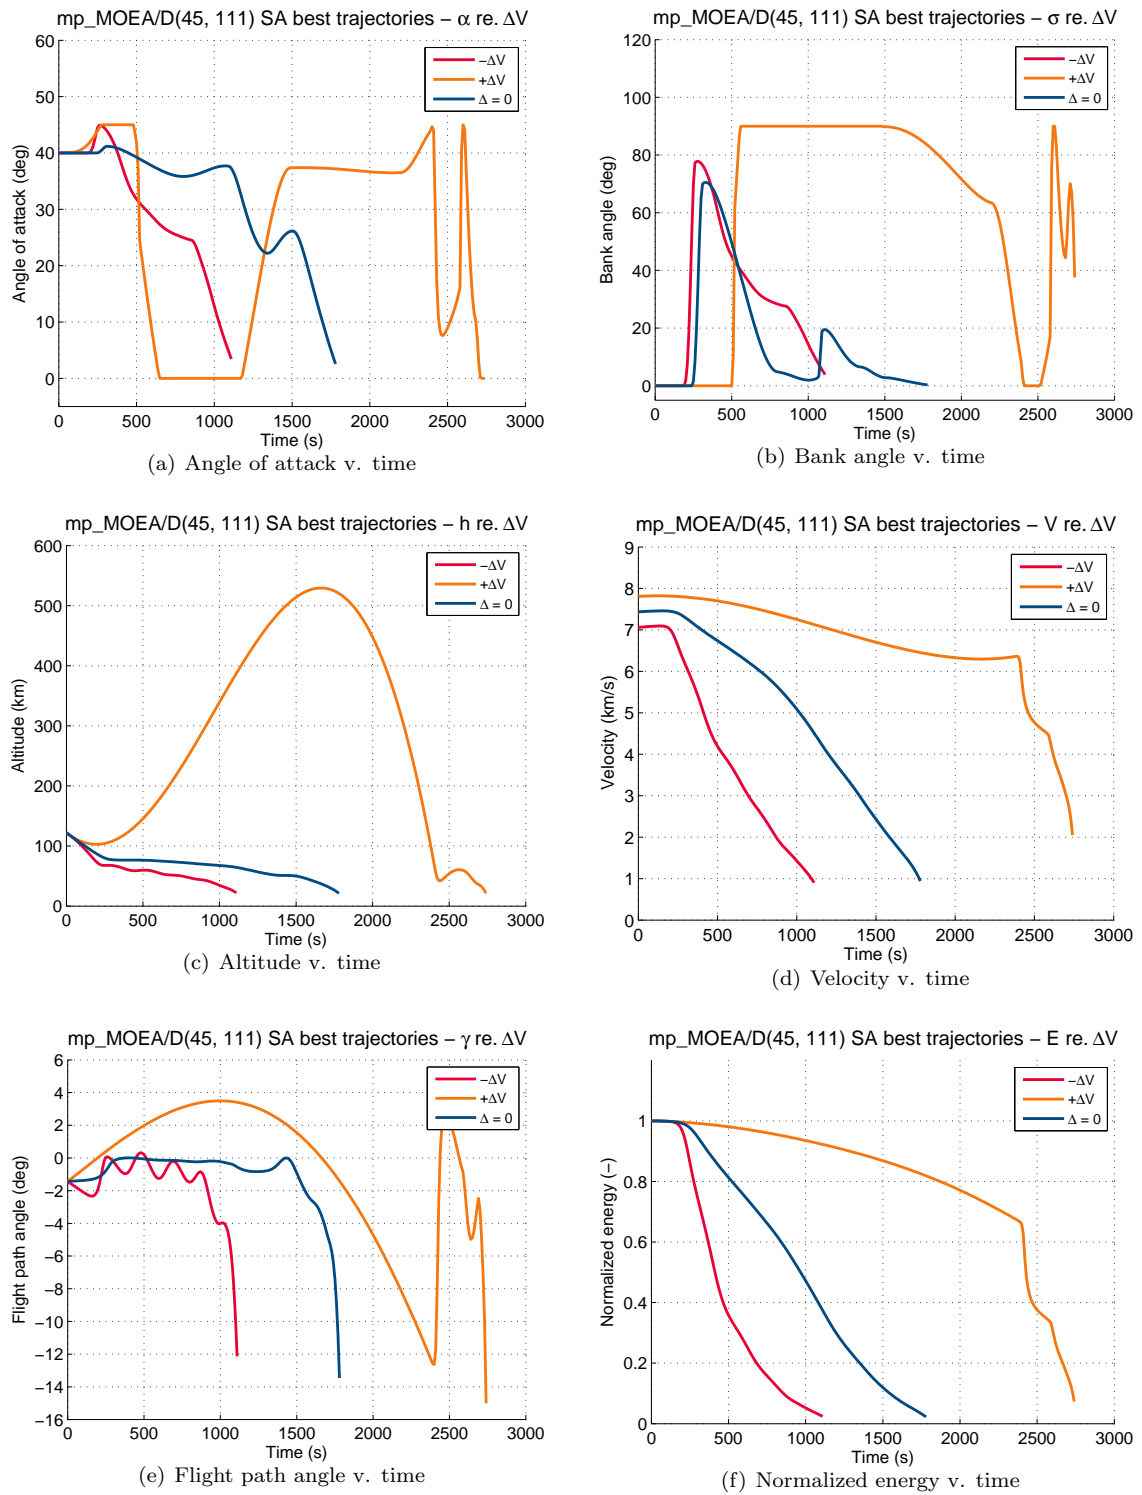 mp_MOEA/D(45, 111) SA best trajectories − α re. ΔV
60
50
40
30
20
10
0
Angle of attack (deg)
−ΔV
+ΔV
Δ = 0
0 500 1000 1500 2000 2500 3000
Time (s)
(a) Angle of attack v. time
mp_MOEA/D(45, 111) SA best trajectories − σ re. ΔV
120
100
80
60
40
20
0
Bank angle (deg)
−ΔV
+ΔV
Δ = 0
0 500 1000 1500 2000 2500 3000
Time (s)
(b) Bank angle v. time
mp_MOEA/D(45, 111) SA best trajectories − h re. ΔV
600
500
400
300
200
100
0
Altitude (km)
−ΔV
+ΔV
Δ = 0
0 500 1000 1500 2000 2500 3000
Time (s)
(c) Altitude v. time
mp_MOEA/D(45, 111) SA best trajectories − V re. ΔV
9
8
7
6
5
4
3
2
1
0
Velocity (km/s)
−ΔV
+ΔV
Δ = 0
0 500 1000 1500 2000 2500 3000
Time (s)
(d) Velocity v. time
mp_MOEA/D(45, 111) SA best trajectories − γ re. ΔV
6
4
2
0
−2
−4
−6
−8
−10
−12
−14
−16
Flight path angle (deg)
−ΔV
+ΔV
Δ = 0
0 500 1000 1500 2000 2500 3000
Time (s)
(e) Flight path angle v. time
mp_MOEA/D(45, 111) SA best trajectories − E re. ΔV
1
0.8
0.6
0.4
0.2
0
Normalized energy (−)
−ΔV
+ΔV
Δ = 0
0 500 1000 1500 2000 2500 3000
Time (s)
(f) Normalized energy v. time